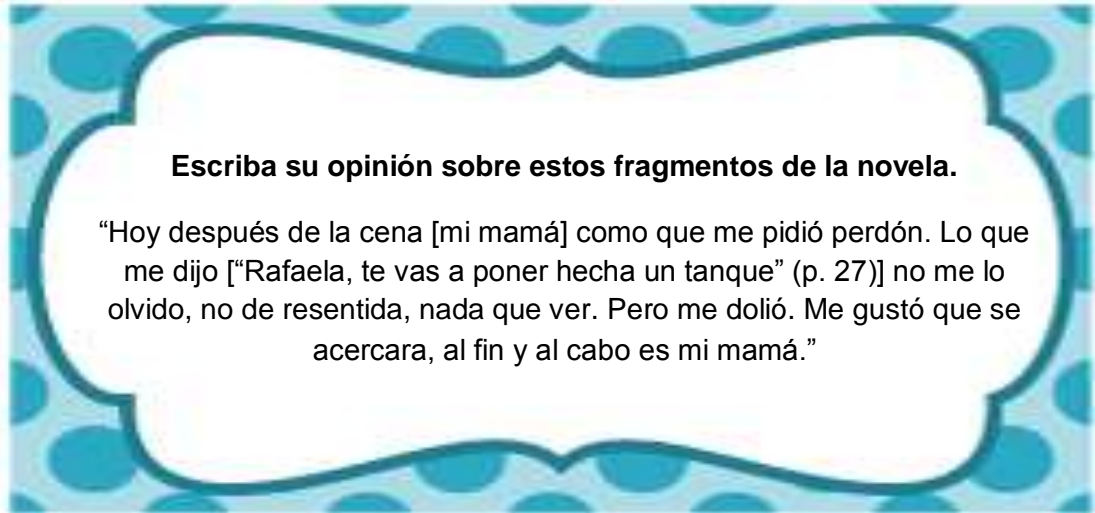 Escriba su opinión sobre estos fragmentos de la novela.
“Hoy después de la cena [mi mamá] como que me pidió perdón. Lo que
me dijo [“Rafaela, te vas a poner hecha un tanque” (p. 27)] no me lo
olvido, no de resentida, nada que ver. Pero me dolió. Me gustó que se
acercara, al fin y al cabo es mi mamá.”